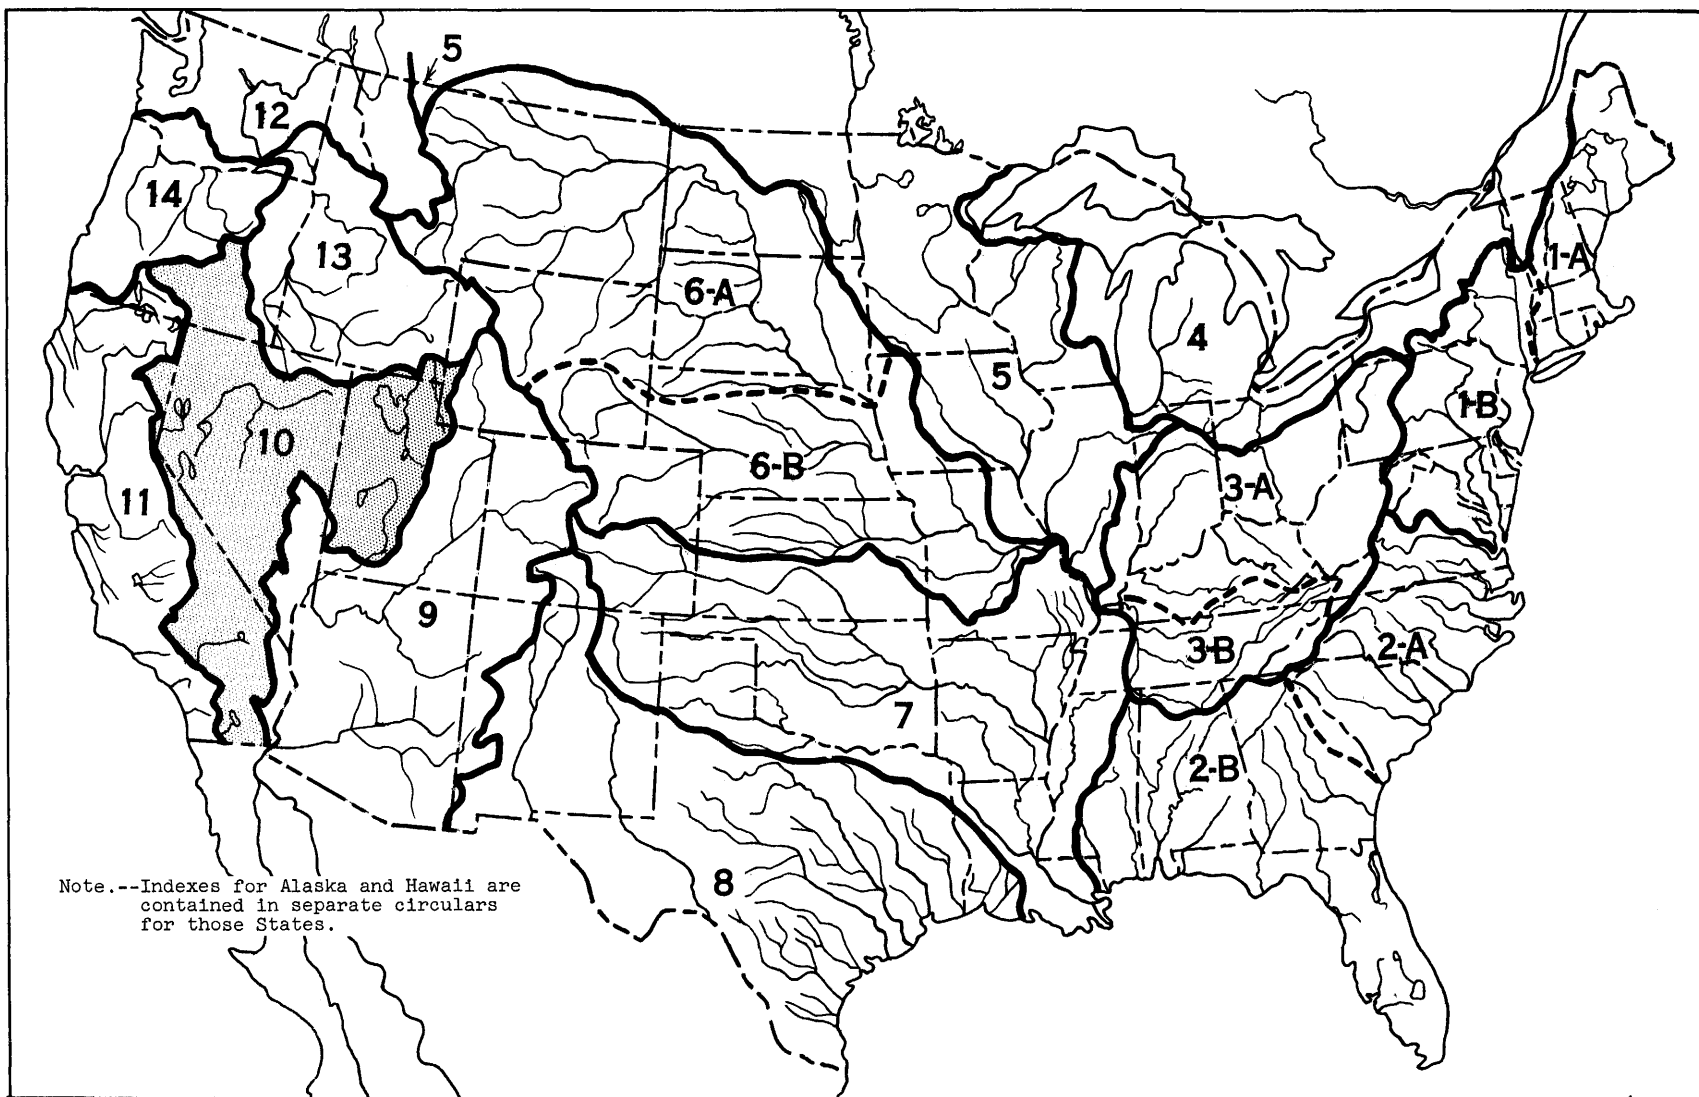 5
12
14
13
1-A
6-A
4
5
1-B
10
6-B
3-A
11
9
3-B
2-A
7
2-B
8
Note.--Indexes for Alaska and Hawaii are
contained in separate circulars
for those States.